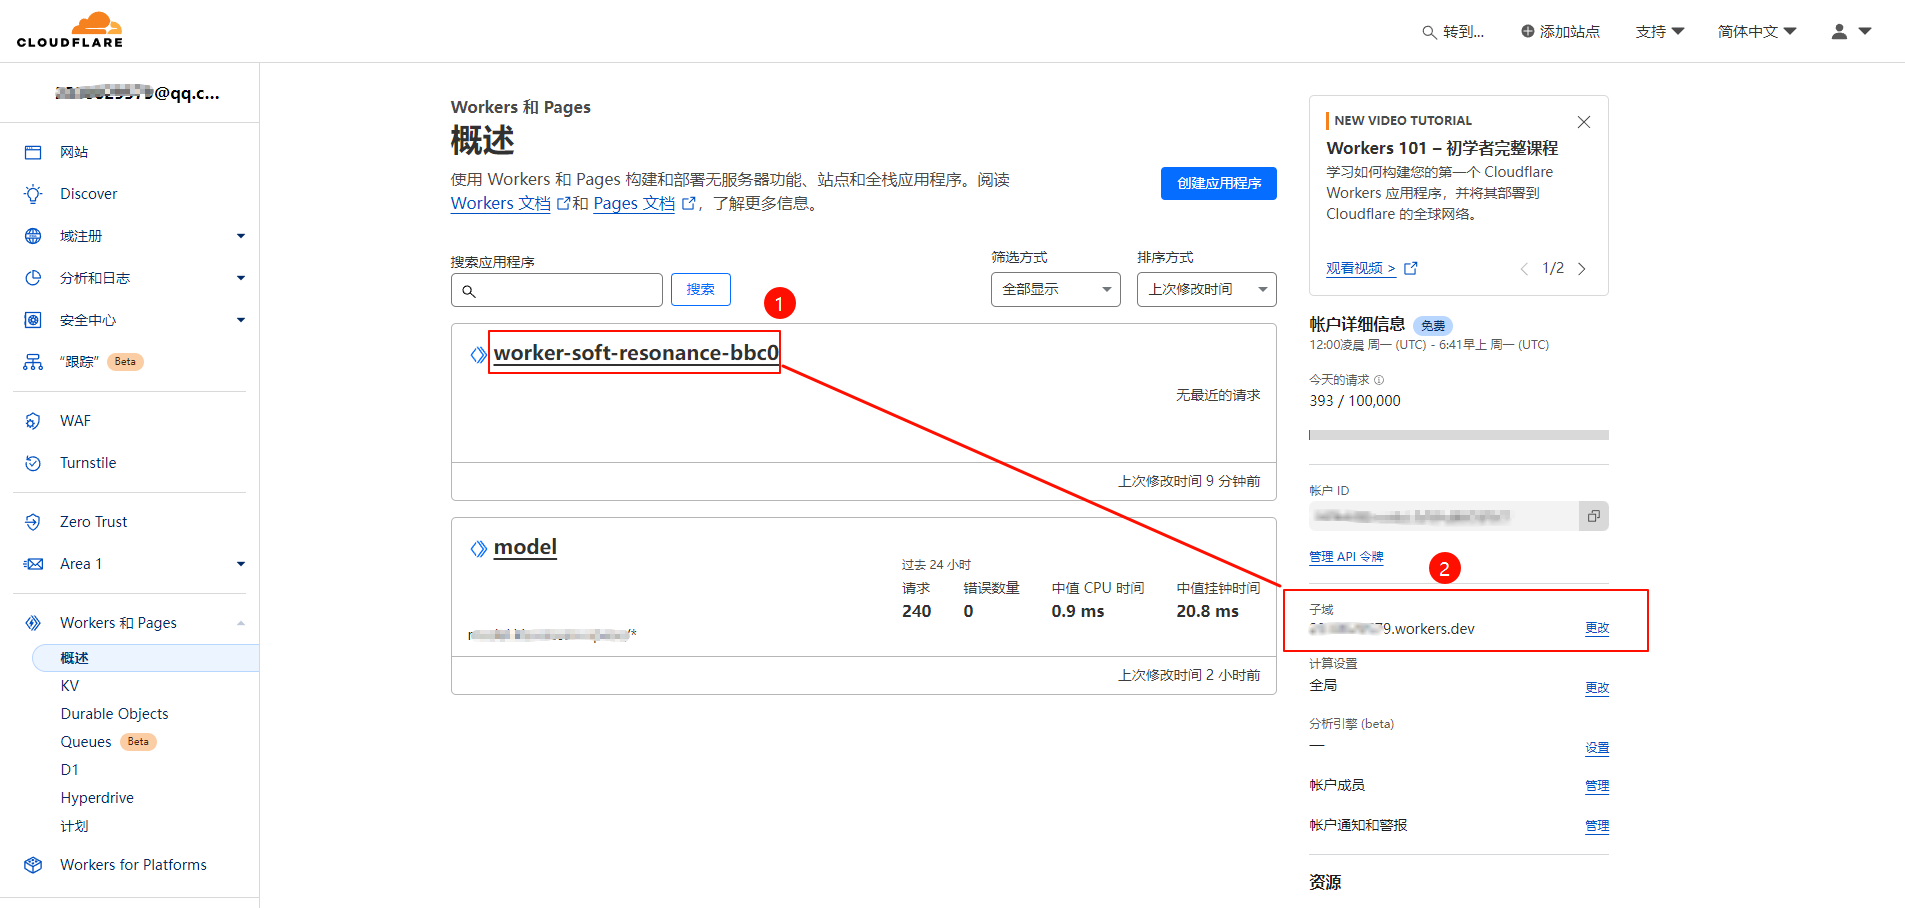 CLOUDFLARE
转到...
添加站点
支持
简体中文
@qq.c...
网站
Discover
域注册
分析和日志
安全中心
“跟踪”
Beta
WAF
Turnstile
Zero Trust
Area 1
Workers 和 Pages
概述
KV
Durable Objects
Queues
Beta
D1
Hyperdrive
计划
Workers for Platforms
Workers 和 Pages
概述
使用 Workers 和 Pages 构建和部署无服务器功能、站点和全栈应用程序。阅读
Workers 文档 和 Pages 文档 ，了解更多信息。
创建应用程序
搜索应用程序
搜索
筛选方式
全部显示
排序方式
上次修改时间
1
worker-soft-resonance-bbc0
无最近的请求
上次修改时间 9 分钟前
model
过去 24 小时
请求 错误数量 中值 CPU 时间 中值挂钟时间
240 0 0.9 ms 20.8 ms
/*
上次修改时间 2 小时前
NEW VIDEO TUTORIAL
Workers 101 – 初学者完整课程
学习如何构建您的第一个 Cloudflare
Workers 应用程序，并将其部署到
Cloudflare 的全球网络。
观看视频 >
1/2
帐户详细信息
免费
12:00凌晨 周一 (UTC) - 6:41早上 周一 (UTC)
今天的请求
393 / 100,000
帐户 ID
管理 API 令牌
2
子域
9.workers.dev
更改
计算设置
全局
更改
分析引擎 (beta)
—
设置
帐户成员
管理
帐户通知和警报
管理
资源